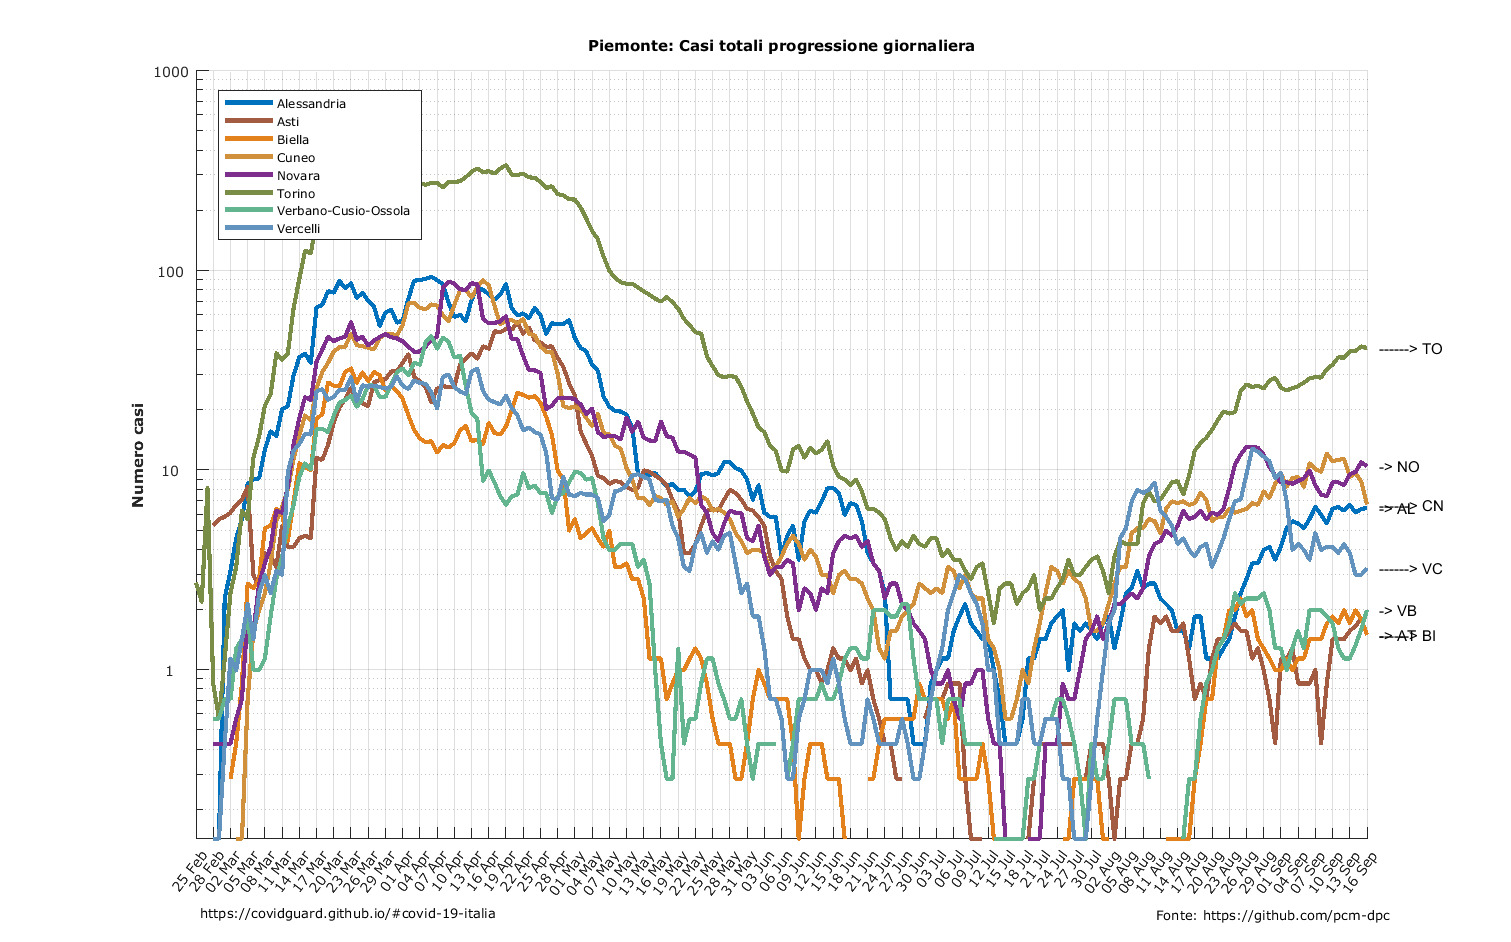 Piemonte: Casi totali progressione giornaliera
1000
100
10
1
Numero casi
Alessandria
Asti
Biella
Cuneo
Novara
Torino
Verbano-Cusio-Ossola
Vercelli
------> TO
-> NO
-> AL
CN
------> VC
-> VB
-> AT
BI
25 Feb
28 Feb
02 Mar
05 Mar
08 Mar
11 Mar
14 Mar
17 Mar
20 Mar
23 Mar
26 Mar
29 Mar
01 Apr
04 Apr
07 Apr
10 Apr
13 Apr
16 Apr
19 Apr
22 Apr
25 Apr
28 Apr
01 May
04 May
07 May
10 May
13 May
16 May
19 May
22 May
25 May
28 May
31 May
03 Jun
06 Jun
09 Jun
12 Jun
15 Jun
18 Jun
21 Jun
24 Jun
27 Jun
30 Jun
03 Jul
06 Jul
09 Jul
12 Jul
15 Jul
18 Jul
21 Jul
24 Jul
27 Jul
30 Jul
02 Aug
05 Aug
08 Aug
11 Aug
14 Aug
17 Aug
20 Aug
23 Aug
26 Aug
29 Aug
01 Sep
04 Sep
07 Sep
10 Sep
13 Sep
16 Sep
https://covidguard.github.io/#covid-19-italia
Fonte: https://github.com/pcm-dpc